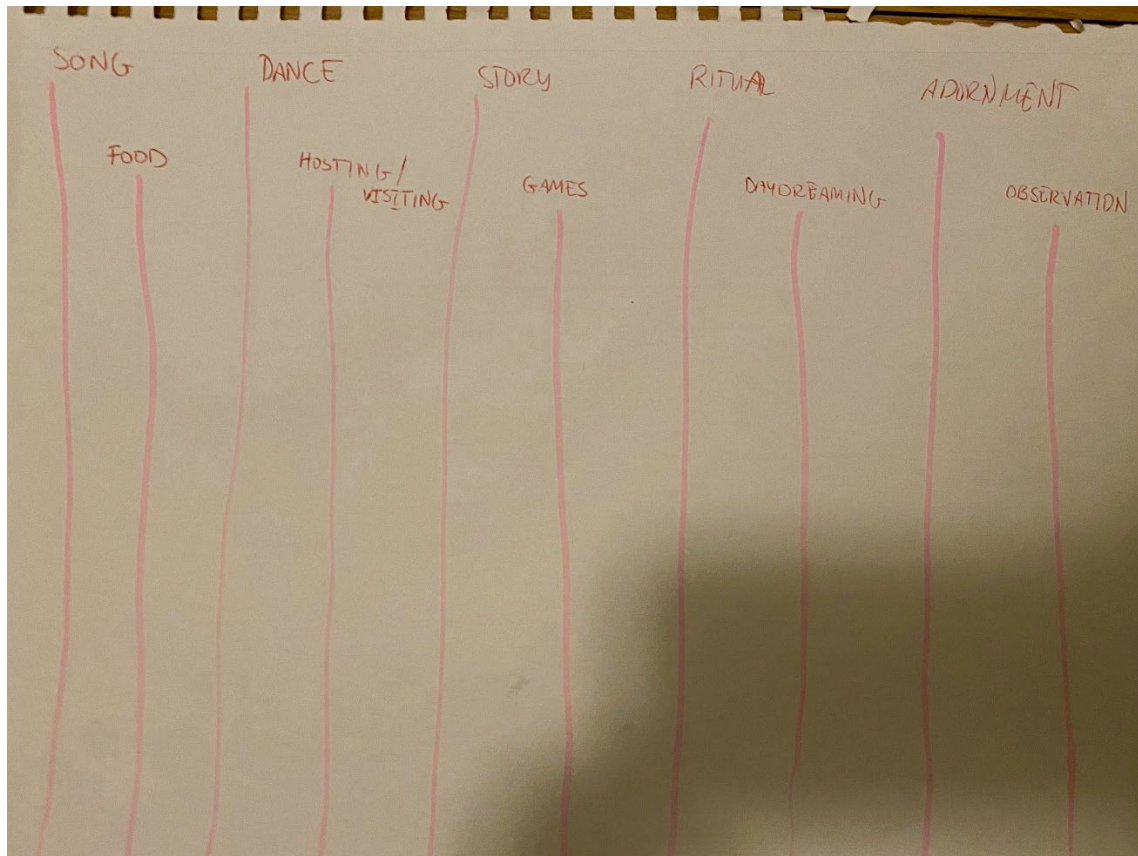 SONG
DANCE
STORY
RITUAL
ADORNMENT
FOOD
HOSTING/
VISITING
GAMES
DAYDREAMING
OBSERVATION